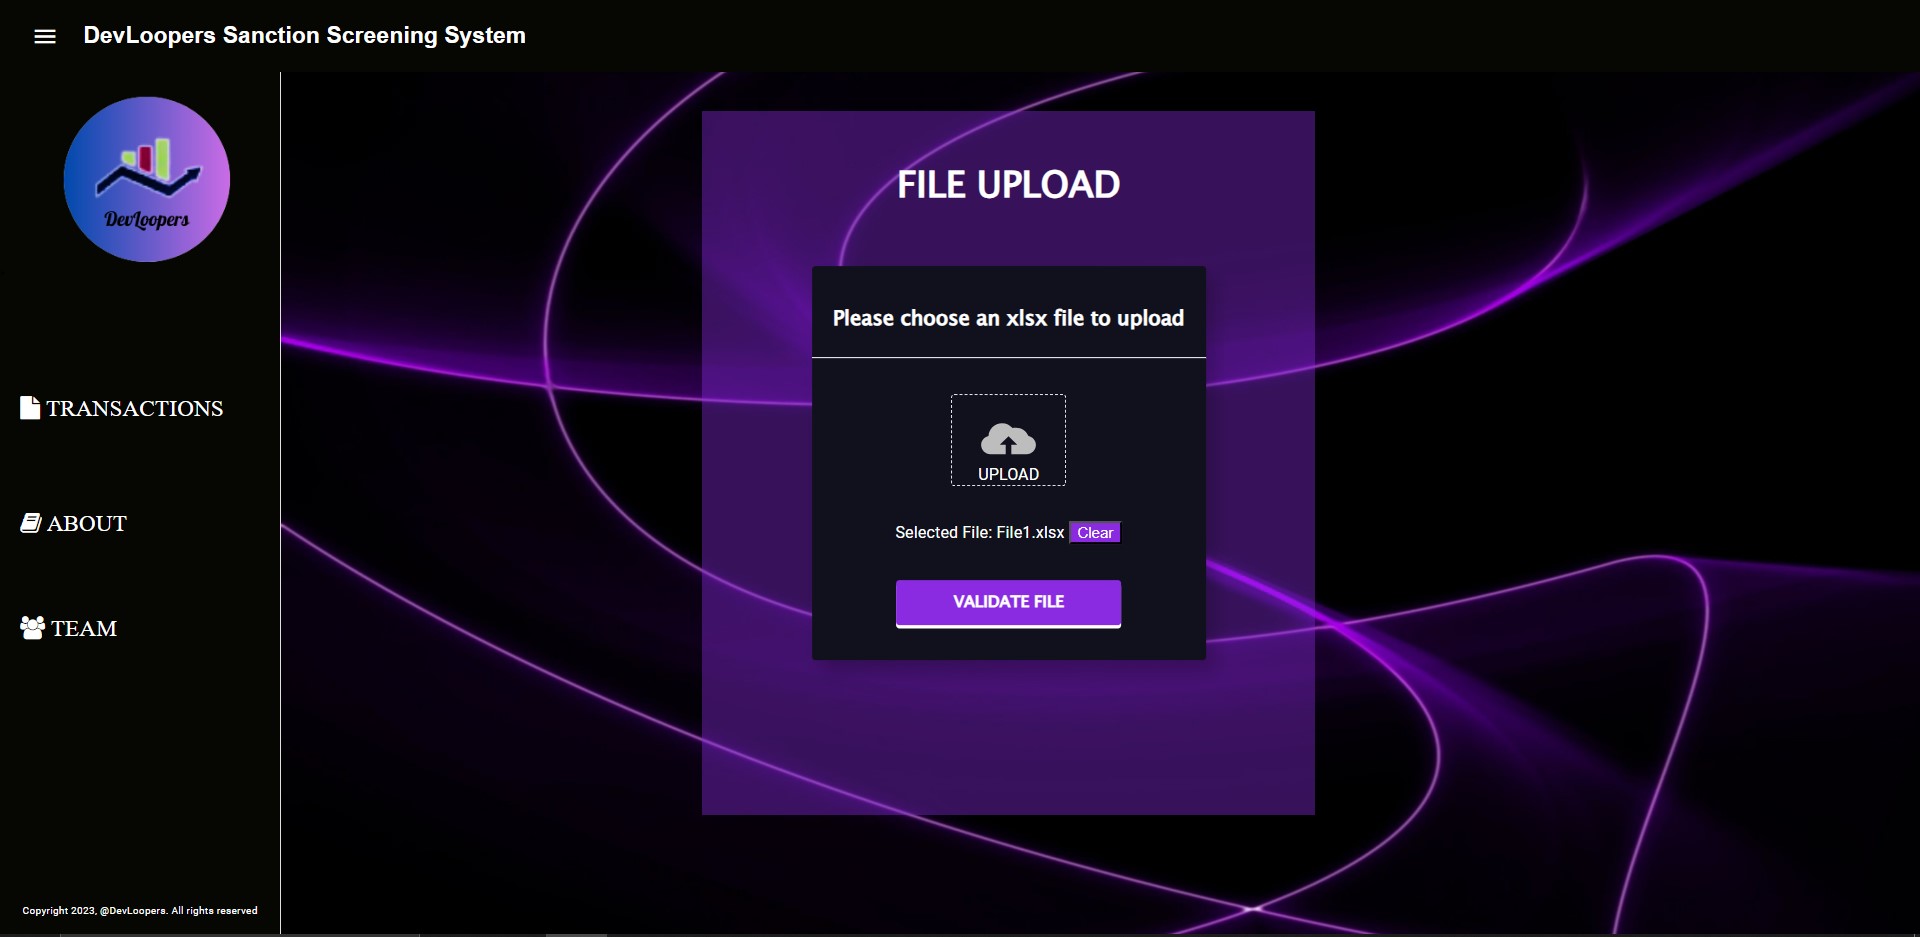 DevLoopers Sanction Screening System
DevLoopers
TRANSACTIONS
ABOUT
TEAM
Copyright 2023, @DevLoopers. All rights reserved
FILE UPLOAD
Please choose an xlsx file to upload
UPLOAD
Selected File: File1.xlsx Clear
VALIDATE FILE